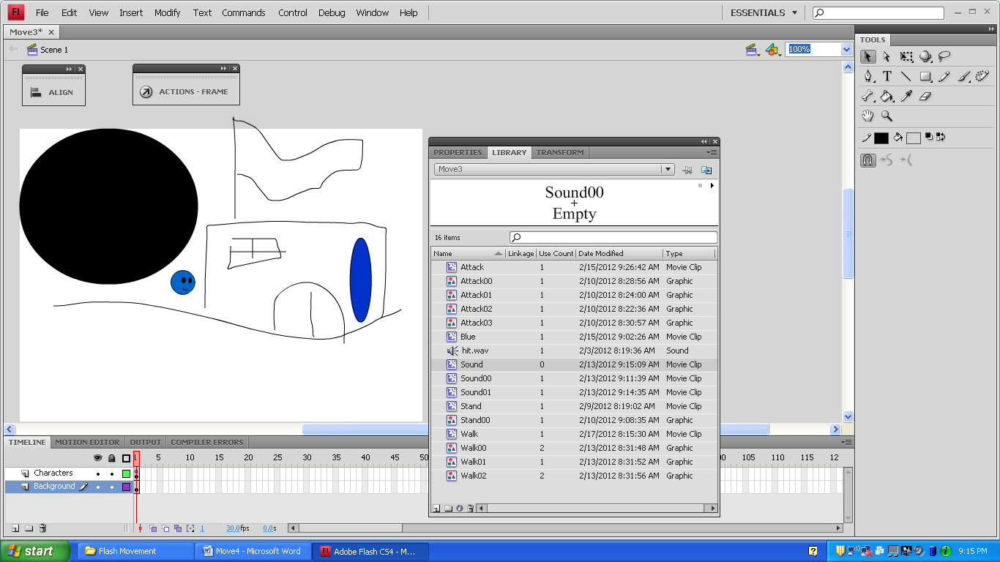 Fl File Edit View Insert Modify Text Commands Control Debug Window Help ESSENTIALS
Move3*
Scene 1 100%
TOOLS
ALIGN
ACTIONS - FRAME
PROPERTIES LIBRARY TRANSFORM
Move3
Sound00
Empty
16 items
Name Linkage Use Count Date Modified Type
Attack 1 2/15/2012 9:26:42 AM Movie Clip
Attack00 1 2/10/2012 8:28:56 AM Graphic
Attack01 1 2/10/2012 8:24:00 AM Graphic
Attack02 1 2/10/2012 8:22:36 AM Graphic
Attack03 1 2/10/2012 8:30:57 AM Graphic
Blue 1 2/15/2012 9:02:26 AM Movie Clip
hit.wav 1 2/3/2012 8:19:36 AM Sound
Sound 0 2/13/2012 9:15:09 AM Movie Clip
Sound00 1 2/13/2012 9:11:39 AM Movie Clip
Sound01 1 2/13/2012 9:14:35 AM Movie Clip
Stand 1 2/9/2012 8:19:02 AM Movie Clip
Stand00 1 2/10/2012 9:08:35 AM Graphic
Walk 1 2/17/2012 8:15:30 AM Movie Clip
Walk00 2 2/13/2012 8:31:48 AM Graphic
Walk01 1 2/13/2012 8:31:52 AM Graphic
Walk02 2 2/13/2012 8:31:56 AM Graphic
TIMELINE MOTION EDITOR OUTPUT COMPILER ERRORS
1 5 10 15 20 25 30 35 40 45 50 00 105 110 115 12
Characters
Background
1 30.0fps 0.0s
start Flash Movement Move4 - Microsoft Word Fl Adobe Flash CS4 - M... 9:15 PM